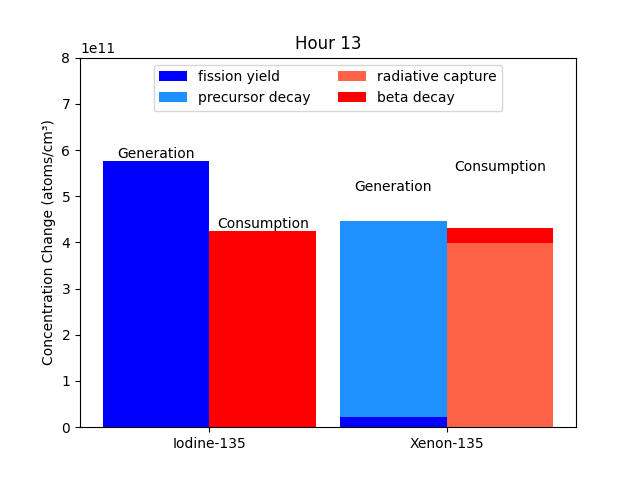 Hour 13
1e11
8
7
6
5
4
3
2
1
0
Concentration Change (atoms/cm³)
fission yield
precursor decay
radiative capture
beta decay
Generation
Consumption
Generation
Consumption
Iodine-135
Xenon-135